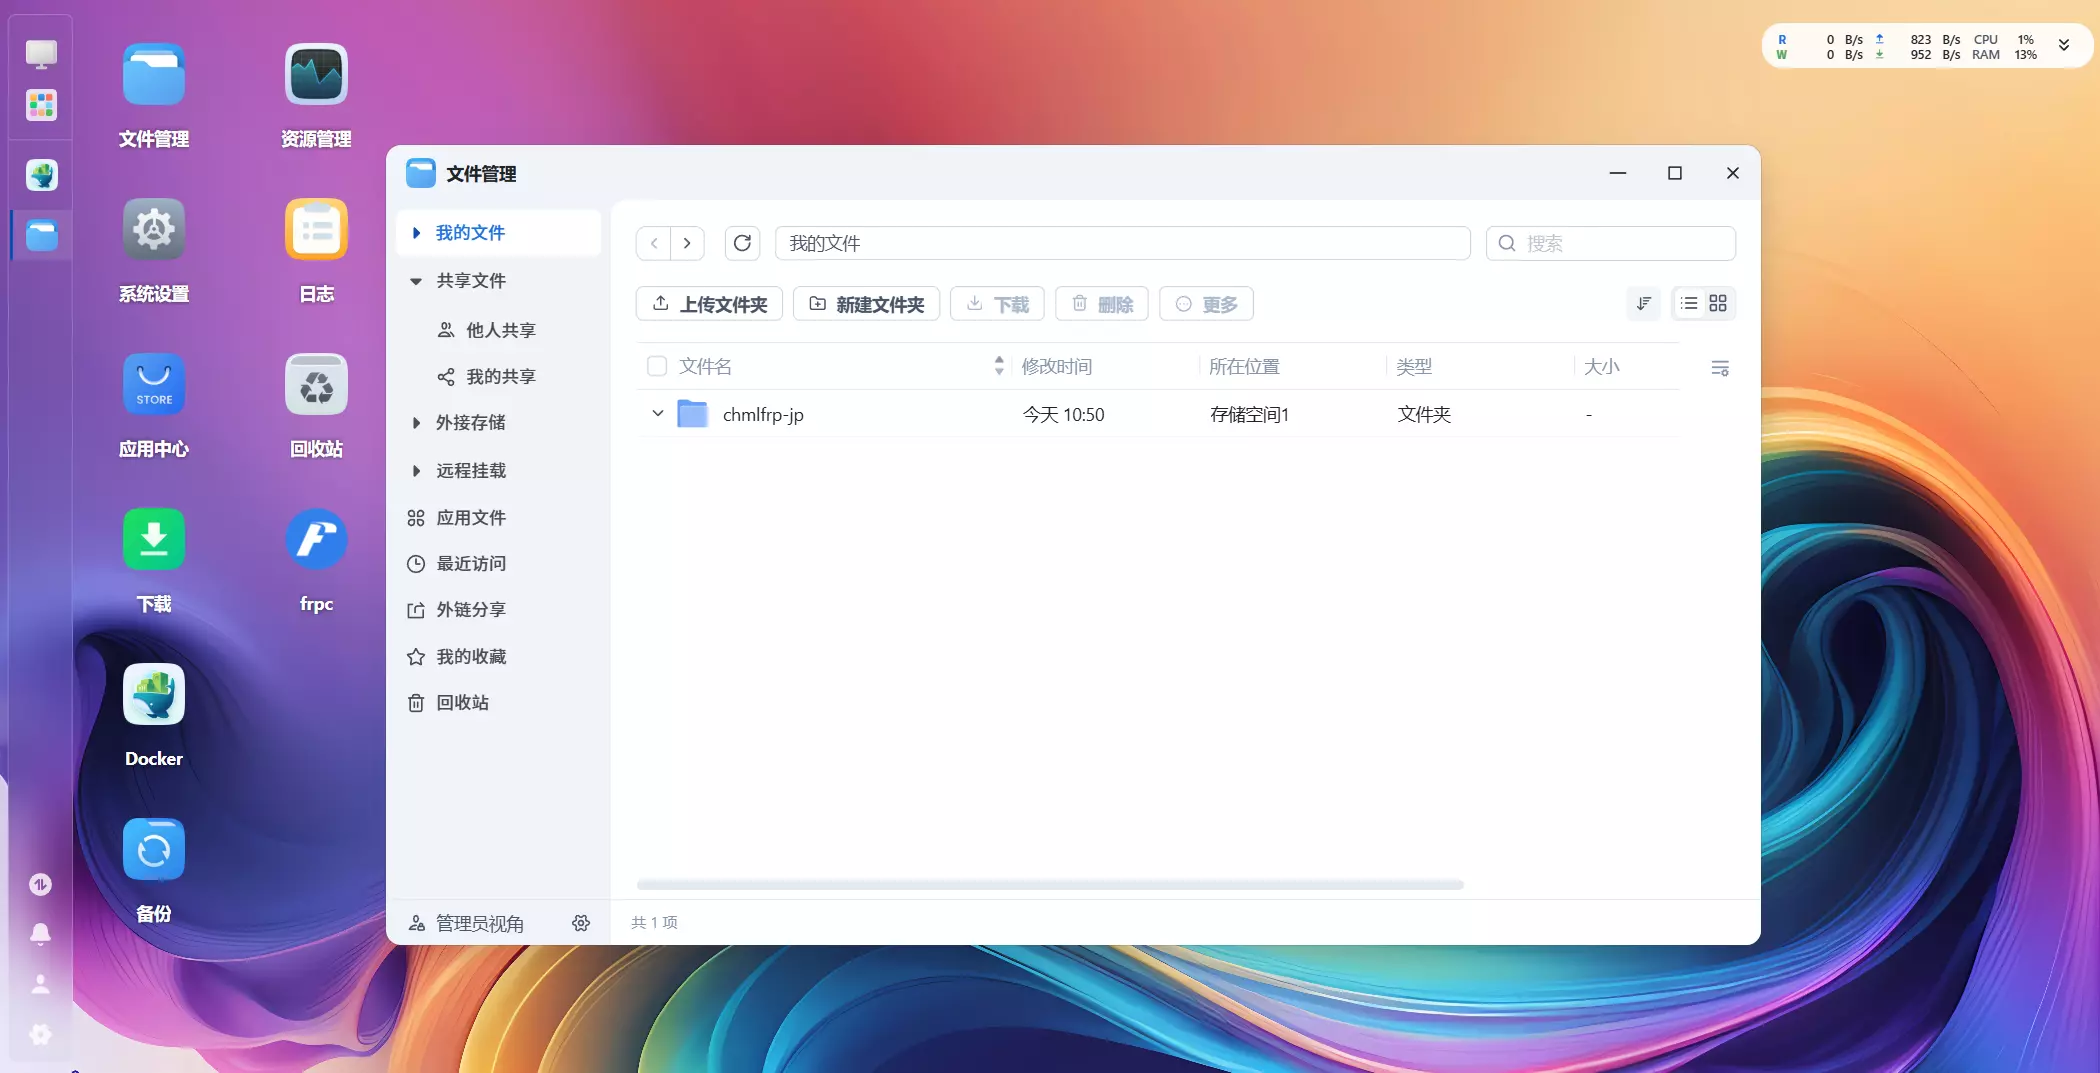 R 0 B/s 823 B/s CPU 1%
W 0 B/s 952 B/s RAM 13%
文件管理
资源管理
系统设置
日志
STORE
应用中心
回收站
下载
frpc
Docker
备份
文件管理
我的文件
共享文件
他人共享
我的共享
外接存储
远程挂载
应用文件
最近访问
外链分享
我的收藏
回收站
管理员视角
我的文件
搜索
上传文件夹 新建文件夹 下载 删除 更多
文件名 修改时间 所在位置 类型 大小
chmlfrp-jp 今天 10:50 存储空间1 文件夹 -
共 1 项